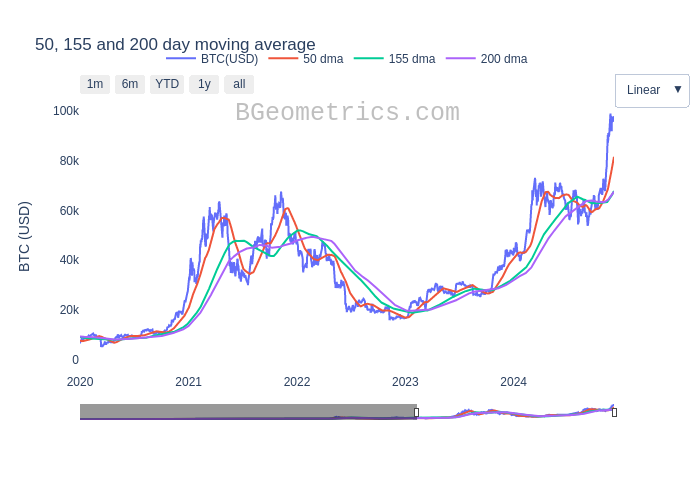 50, 155 and 200 day moving average
BTC(USD) 50 dma 155 dma 200 dma
1m 6m YTD 1y all
Linear ▼
BGeometrics.com
100k
80k
60k
40k
20k
0
BTC (USD)
2020 2021 2022 2023 2024